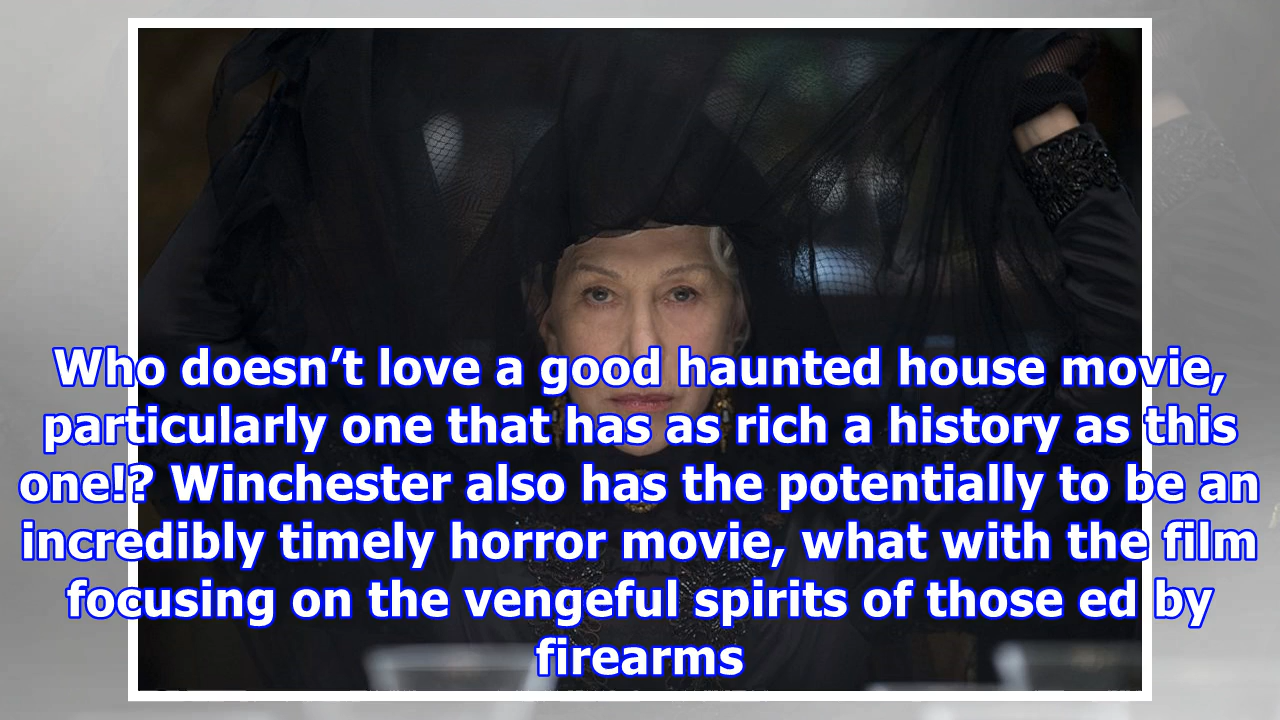 Who doesn’t love a good haunted house movie,
particularly one that has as rich a history as this
one!? Winchester also has the potentially to be an
incredibly timely horror movie, what with the film
focusing on the vengeful spirits of those ed by
firearms